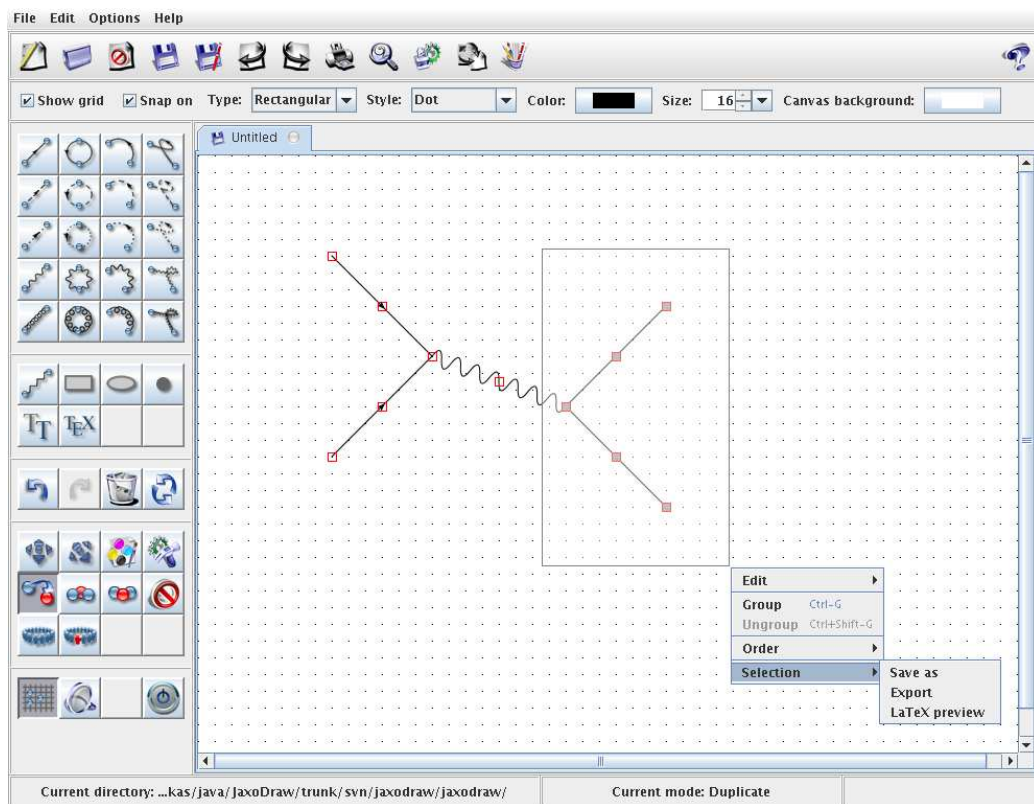 File Edit Options Help
Show grid Snap on Type: Rectangular Style: Dot Color: Size: 16 Canvas background:
Untitled
TT TEX
Edit
Group Ctrl-G
Ungroup Ctrl+Shift-G
Order
Selection
Save as
Export
LaTeX preview
Current directory: ...kas/java/JaxoDraw/trunk/svn/jaxodraw/jaxodraw/ Current mode: Duplicate